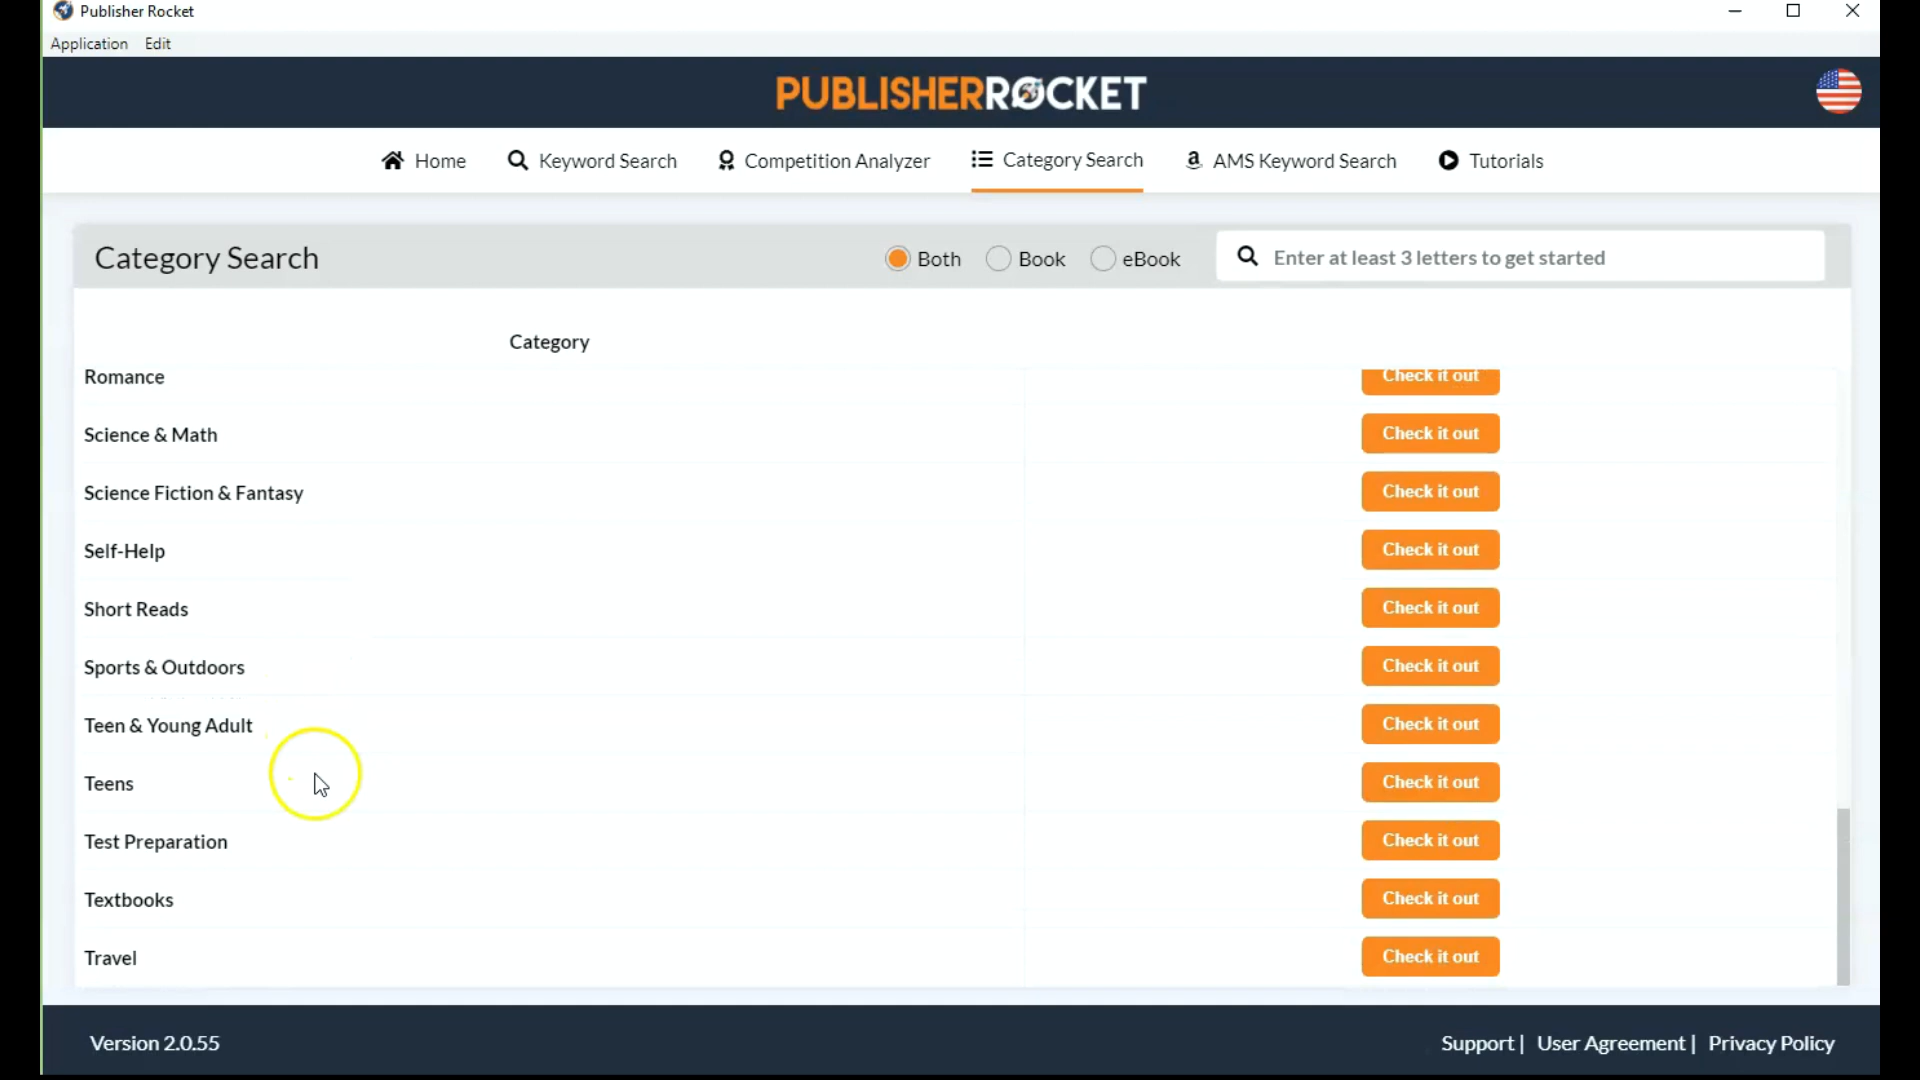 Publisher Rocket
Application Edit
PUBLISHERROCKET
Home Keyword Search Competition Analyzer Category Search AMS Keyword Search Tutorials
Category Search Both Book eBook Enter at least 3 letters to get started
Category
Romance Check it out
Science & Math Check it out
Science Fiction & Fantasy Check it out
Self-Help Check it out
Short Reads Check it out
Sports & Outdoors Check it out
Teen & Young Adult Check it out
Teens Check it out
Test Preparation Check it out
Textbooks Check it out
Travel Check it out
Version 2.0.55 Support | User Agreement | Privacy Policy